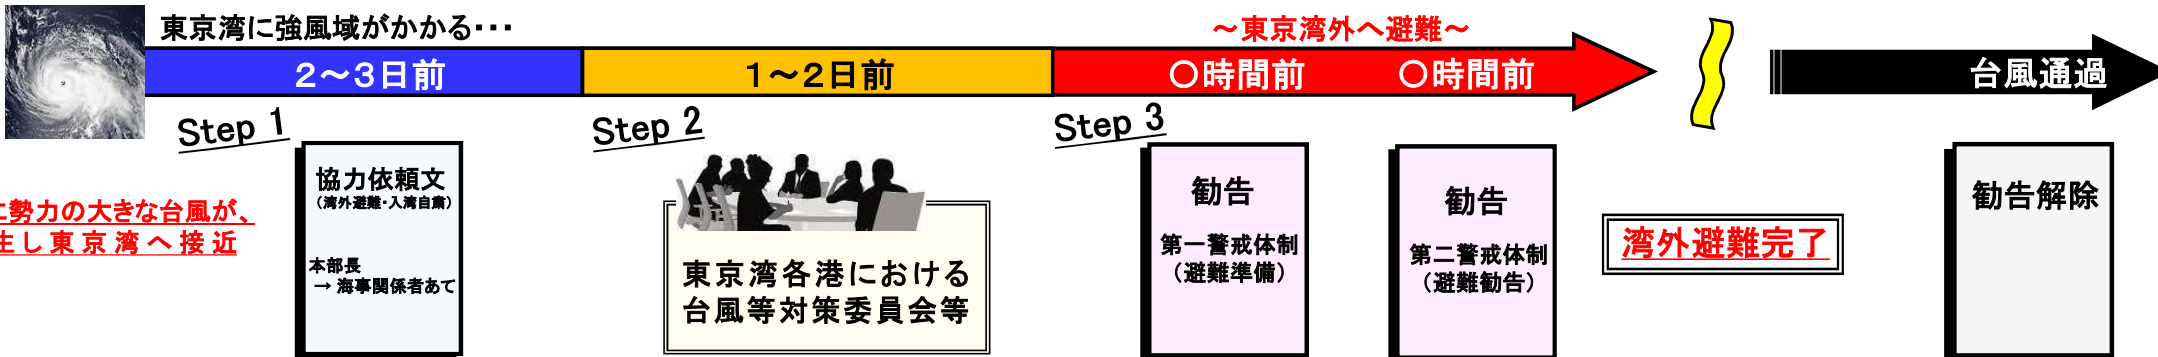 東京湾に強風域がかかる・・・
～東京湾外へ避難～
２～３日前
１～２日前
〇時間前
〇時間前
台風通過
Step 1
Step 2
Step 3
勢力の大きな台風が、
生し東京湾へ接近
協力依頼文
（湾外避難・入湾自粛）
本部長
→ 海事関係者あて
東京湾各港における
台風等対策委員会等
勧告
第一警戒体制
（避難準備）
勧告
第二警戒体制
（避難勧告）
湾外避難完了
勧告解除